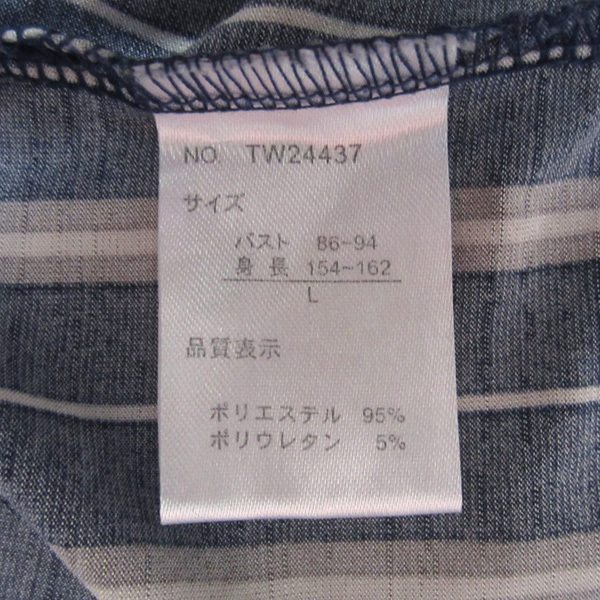 NO. TW24437
サイズ
バスト 86~94
身長 154~162
L
品質表示
ポリエステル 95%
ポリウレタン 5%